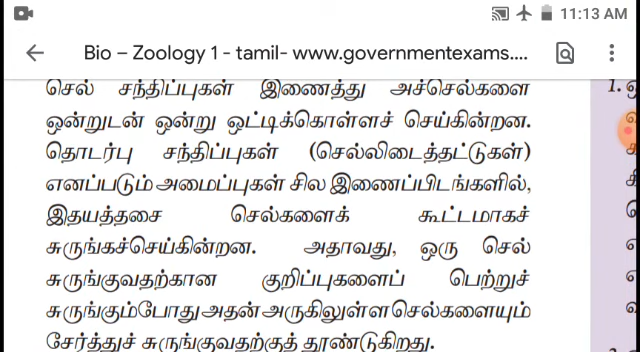 11:13 AM
Bio – Zoology 1 - tamil- www.governmentexams....
செல் சந்திப்புகள் இணைத்து அச்செல்களை
ஒன்றுடன் ஒன்று ஒட்டிக்கொள்ளச் செய்கின்றன.
தொடர்பு சந்திப்புகள் (செல்லிடைத்தட்டுகள்)
எனப்படும் அமைப்புகள் சில இணைப்பிடங்களில்,
இதயத்தசை செல்களைக் கூட்டமாகச்
சுருங்கச்செய்கின்றன. அதாவது, ஒரு செல்
சுருங்குவதற்கான குறிப்புகளைப் பெற்றுச்
சுருங்கும்போது அதன் அருகிலுள்ள செல்களையும்
சேர்த்துச் சுருங்குவதற்குத் தூண்டுகிறது.
1.